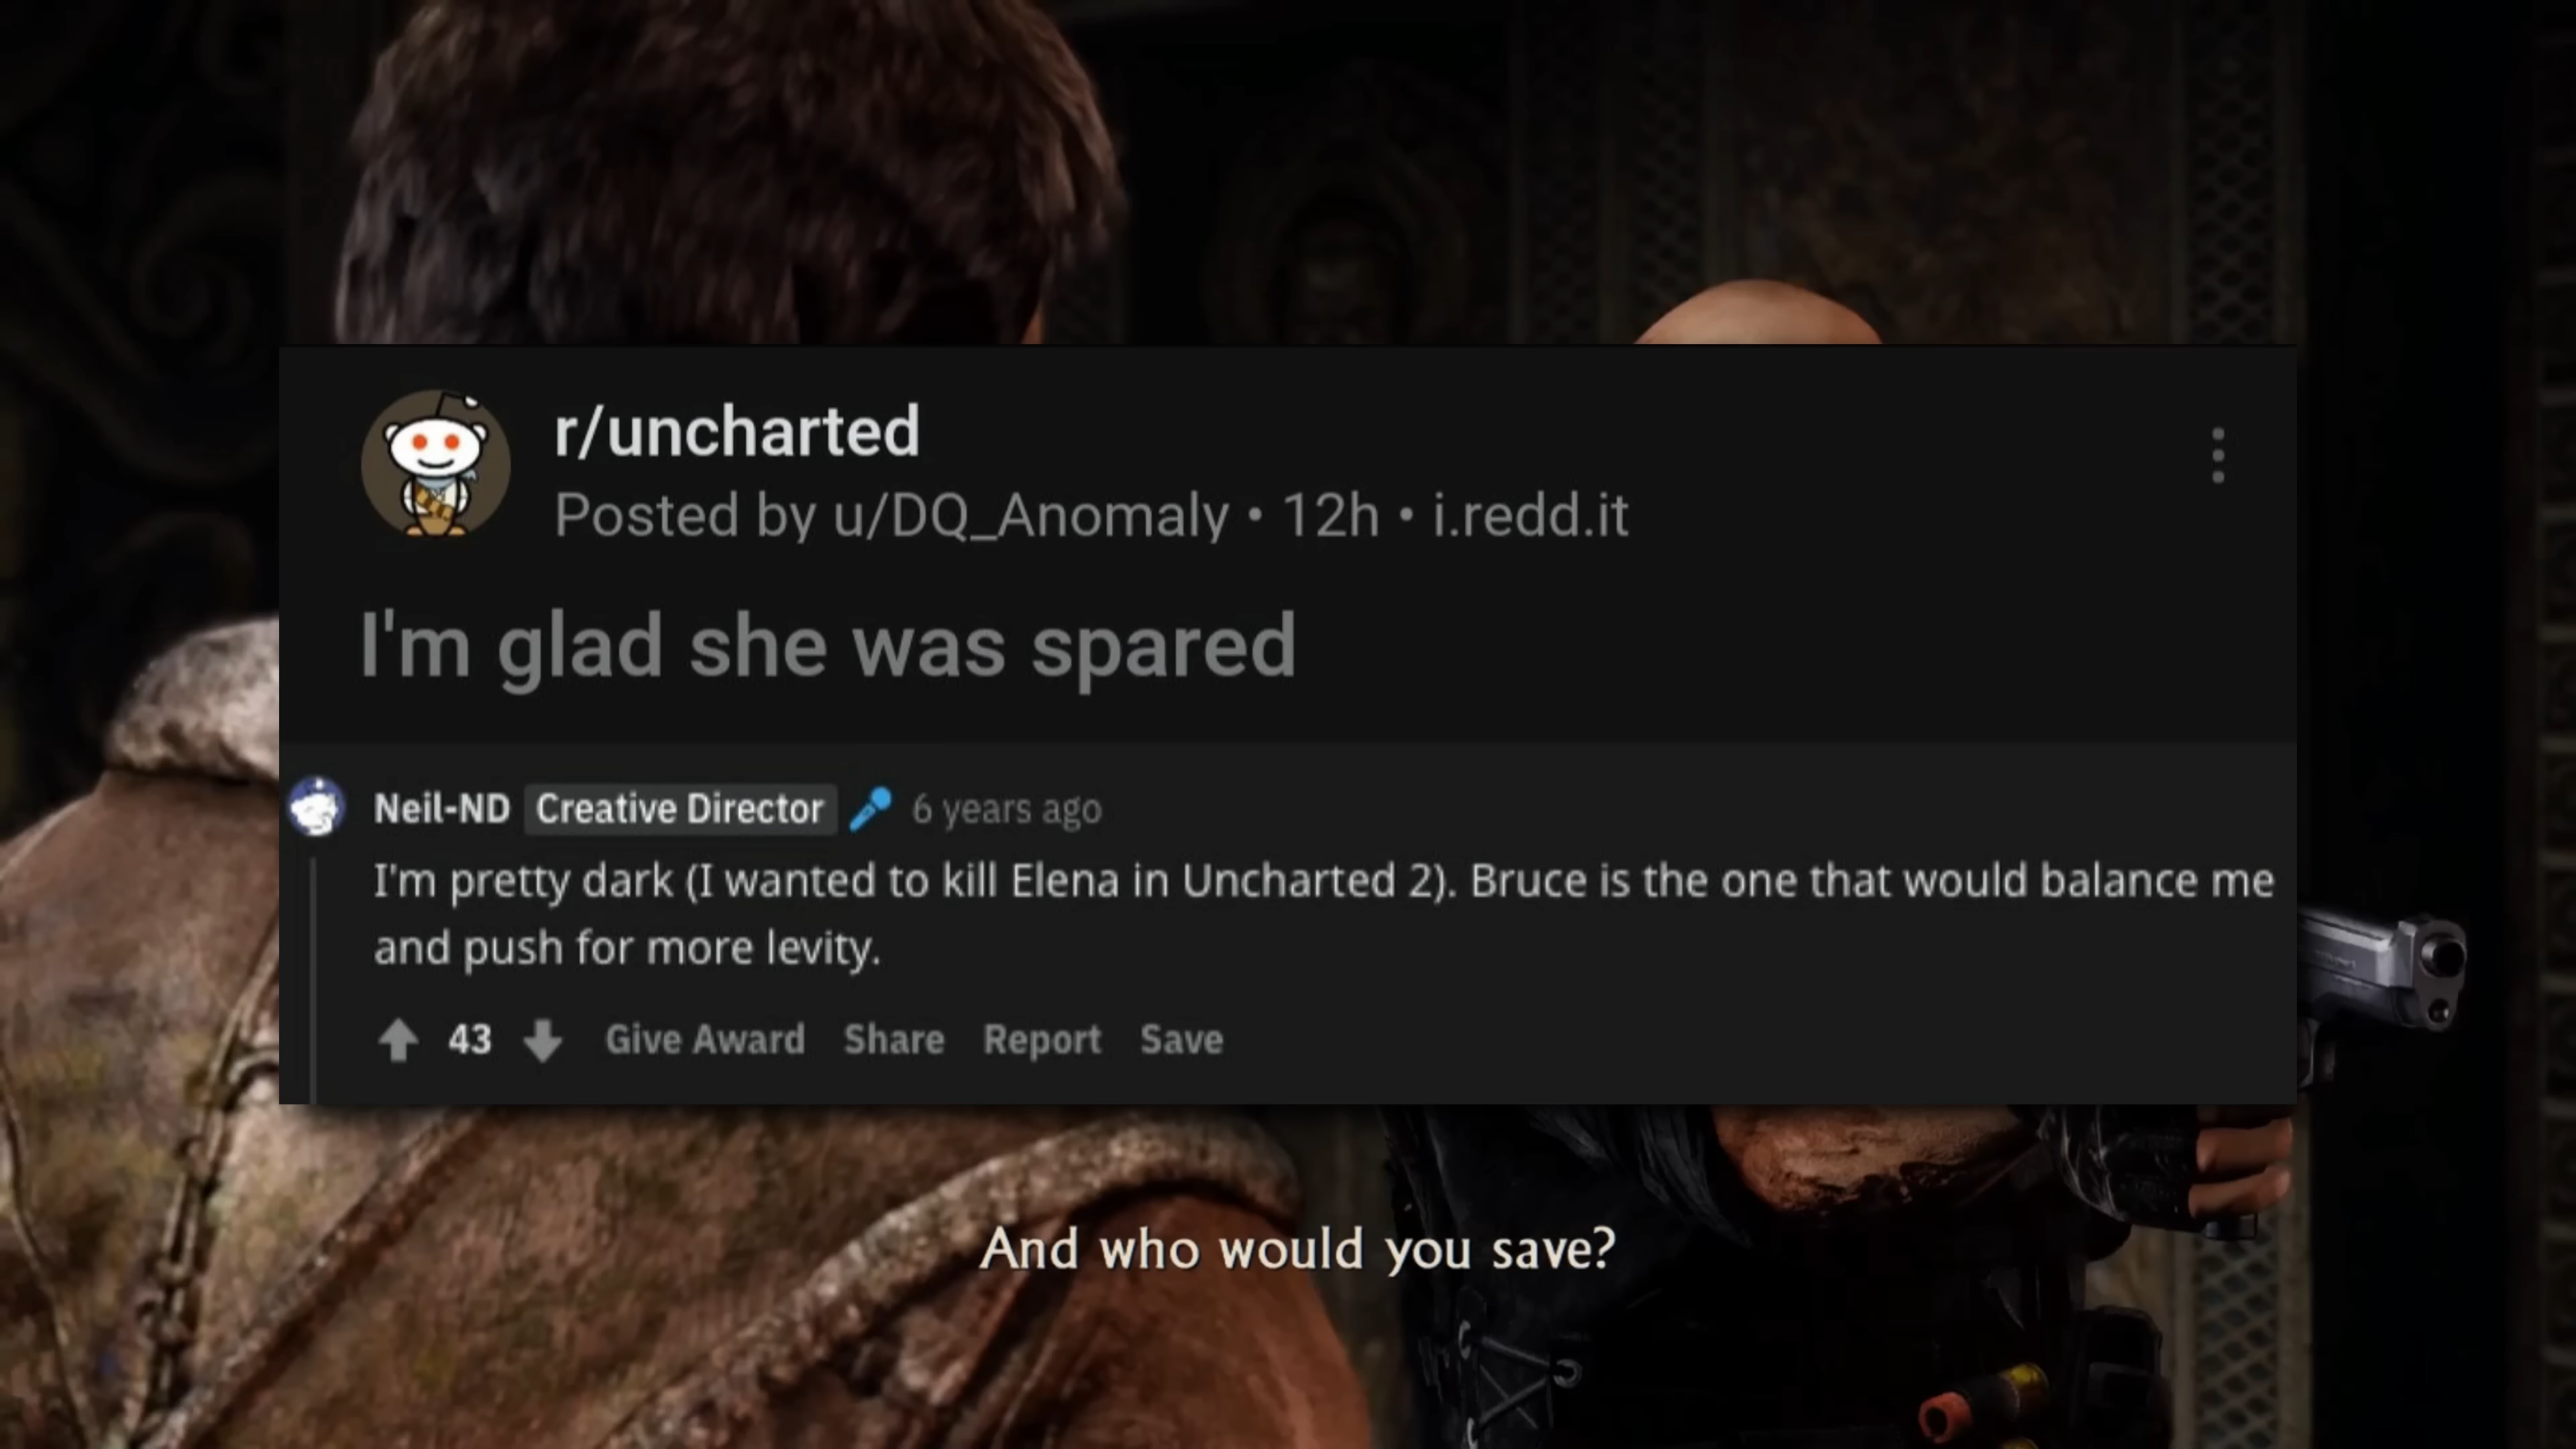 r/uncharted
Posted by u/DQ_Anomaly • 12h • i.redd.it
I'm glad she was spared
Neil-ND Creative Director 6 years ago
I'm pretty dark (I wanted to kill Elena in Uncharted 2). Bruce is the one that would balance me
and push for more levity.
43 Give Award Share Report Save
And who would you save?